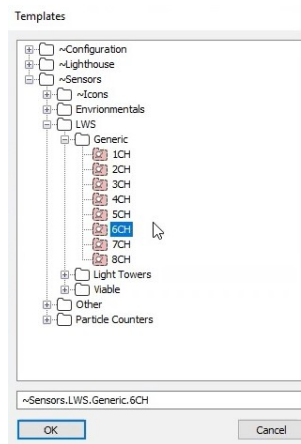 Templates
~Configuration
~Lighthouse
~Sensors
~Icons
Envrionmentals
LWS
Generic
1CH
2CH
3CH
4CH
5CH
6CH
7CH
8CH
Light Towers
Viable
Other
Particle Counters
~Sensors.LWS.Generic.6CH
OK Cancel